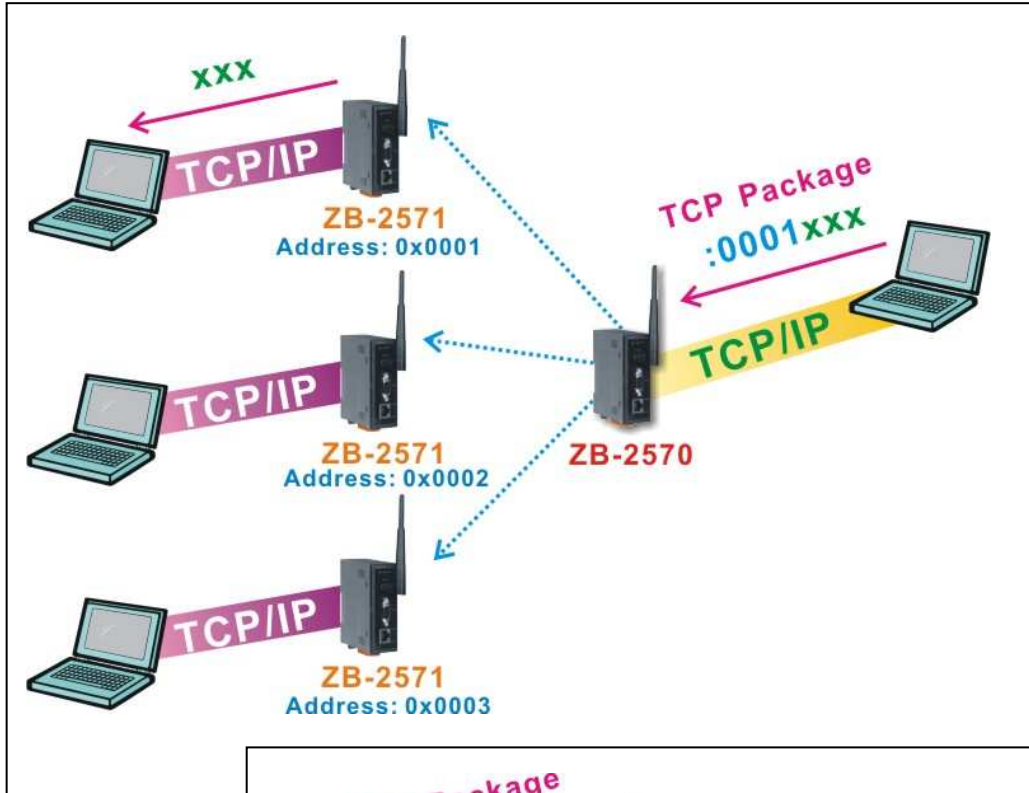 xxx
TCP/IP
ZB-2571
Address: 0x0001
TCP Package
:0001xxx
TCP/IP
TCP/IP
ZB-2571
Address: 0x0002
ZB-2570
TCP/IP
ZB-2571
Address: 0x0003